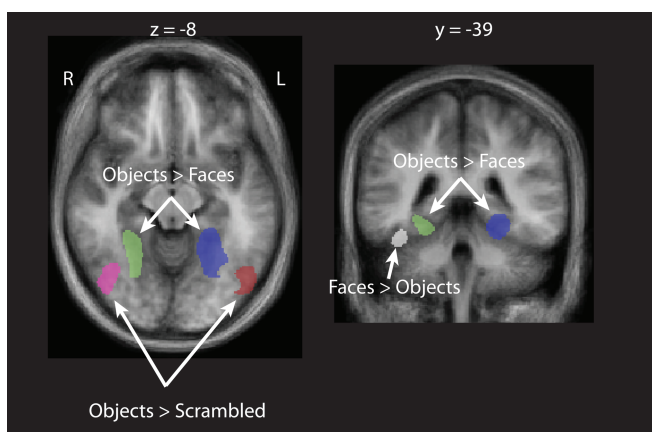 z = -8
y = -39
R
L
Objects > Faces
Objects > Faces
Faces > Objects
Objects > Scrambled